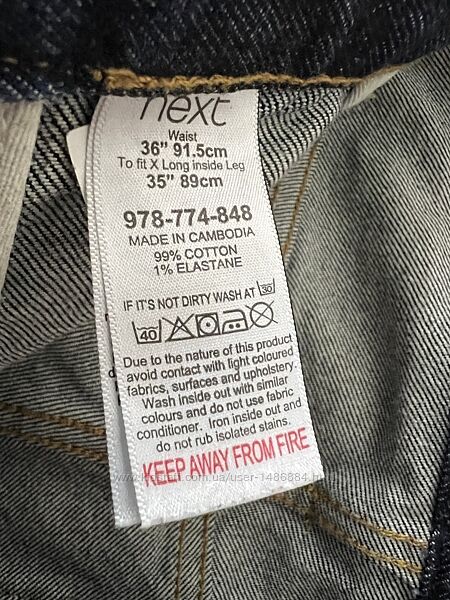 next
Waist
36" 91.5cm
To fit X Long inside Leg
35" 89cm
978-774-848
MADE IN CAMBODIA
99% COTTON
1% ELASTANE
IF IT'S NOT DIRTY WASH AT 30
40
Due to the nature of this product
avoid contact with light coloured
fabrics, surfaces and upholstery.
Wash inside out with similar
colours and do not use fabric
conditioner. Iron inside out and
do not rub isolated stains.
KEEP AWAY FROM FIRE